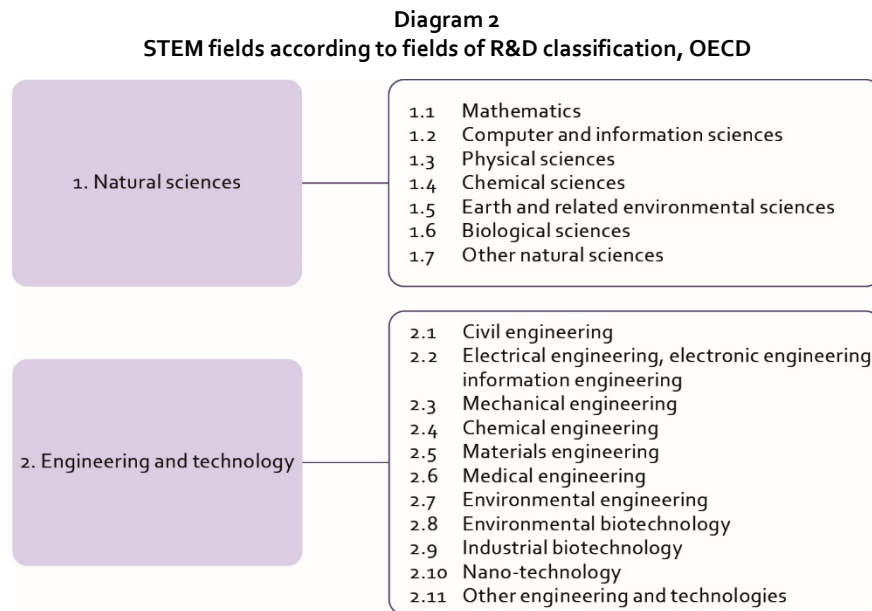 Diagram 2
STEM fields according to fields of R&D classification, OECD
1. Natural sciences
1.1 Mathematics
1.2 Computer and information sciences
1.3 Physical sciences
1.4 Chemical sciences
1.5 Earth and related environmental sciences
1.6 Biological sciences
1.7 Other natural sciences
2. Engineering and technology
2.1 Civil engineering
2.2 Electrical engineering, electronic engineering
information engineering
2.3 Mechanical engineering
2.4 Chemical engineering
2.5 Materials engineering
2.6 Medical engineering
2.7 Environmental engineering
2.8 Environmental biotechnology
2.9 Industrial biotechnology
2.10 Nano-technology
2.11 Other engineering and technologies